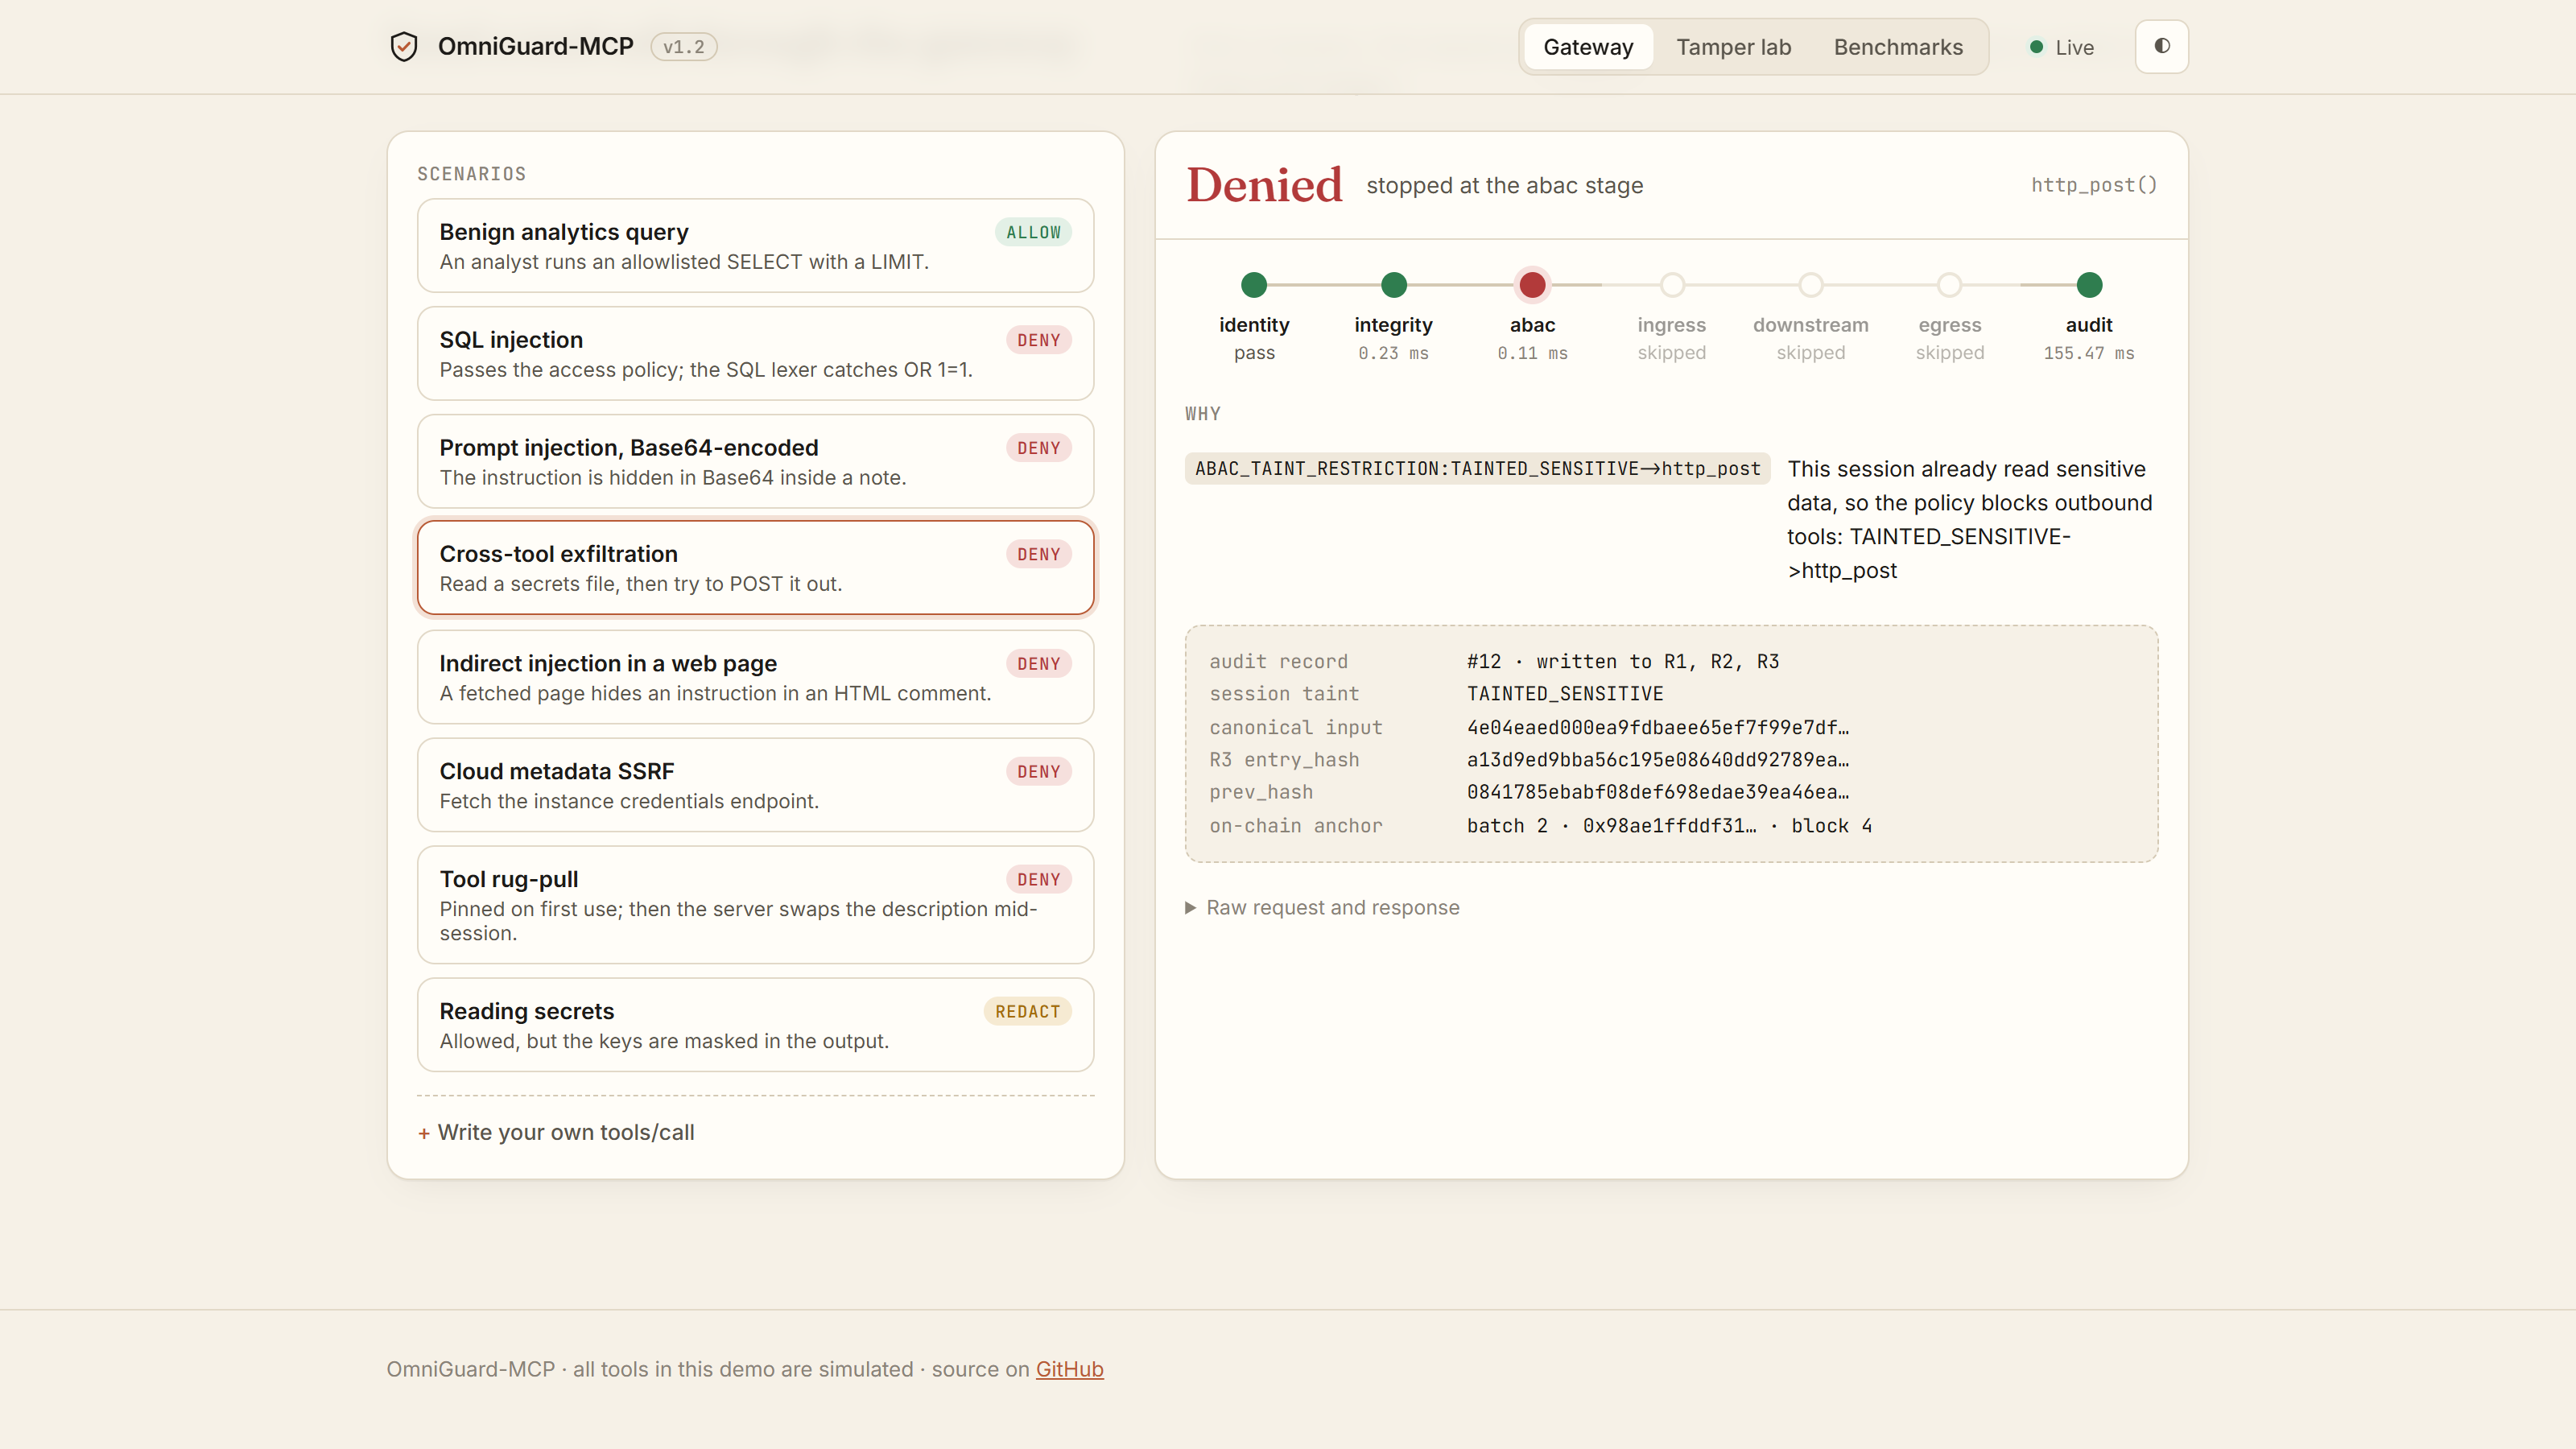 OmniGuard-MCP v1.2
Gateway Tamper lab Benchmarks Live
SCENARIOS
Benign analytics query ALLOW
An analyst runs an allowlisted SELECT with a LIMIT.
SQL injection DENY
Passes the access policy; the SQL lexer catches OR 1=1.
Prompt injection, Base64-encoded DENY
The instruction is hidden in Base64 inside a note.
Cross-tool exfiltration DENY
Read a secrets file, then try to POST it out.
Indirect injection in a web page DENY
A fetched page hides an instruction in an HTML comment.
Cloud metadata SSRF DENY
Fetch the instance credentials endpoint.
Tool rug-pull DENY
Pinned on first use; then the server swaps the description mid-
session.
Reading secrets REDACT
Allowed, but the keys are masked in the output.
+ Write your own tools/call
Denied stopped at the abac stage http_post()
identity integrity abac ingress downstream egress audit
pass 0.23 ms 0.11 ms skipped skipped skipped 155.47 ms
WHY
ABAC_TAINT_RESTRICTION:TAINTED_SENSITIVE->http_post
This session already read sensitive
data, so the policy blocks outbound
tools: TAINTED_SENSITIVE-
>http_post
audit record #12 · written to R1, R2, R3
session taint TAINTED_SENSITIVE
canonical input 4e04eaed000ea9fdbaee65ef7f99e7df…
R3 entry_hash a13d9ed9bba56c195e08640dd92789ea…
prev_hash 0841785ebabf08def698edae39ea46ea…
on-chain anchor batch 2 · 0x98ae1ffddf31… · block 4
▶ Raw request and response
OmniGuard-MCP · all tools in this demo are simulated · source on GitHub